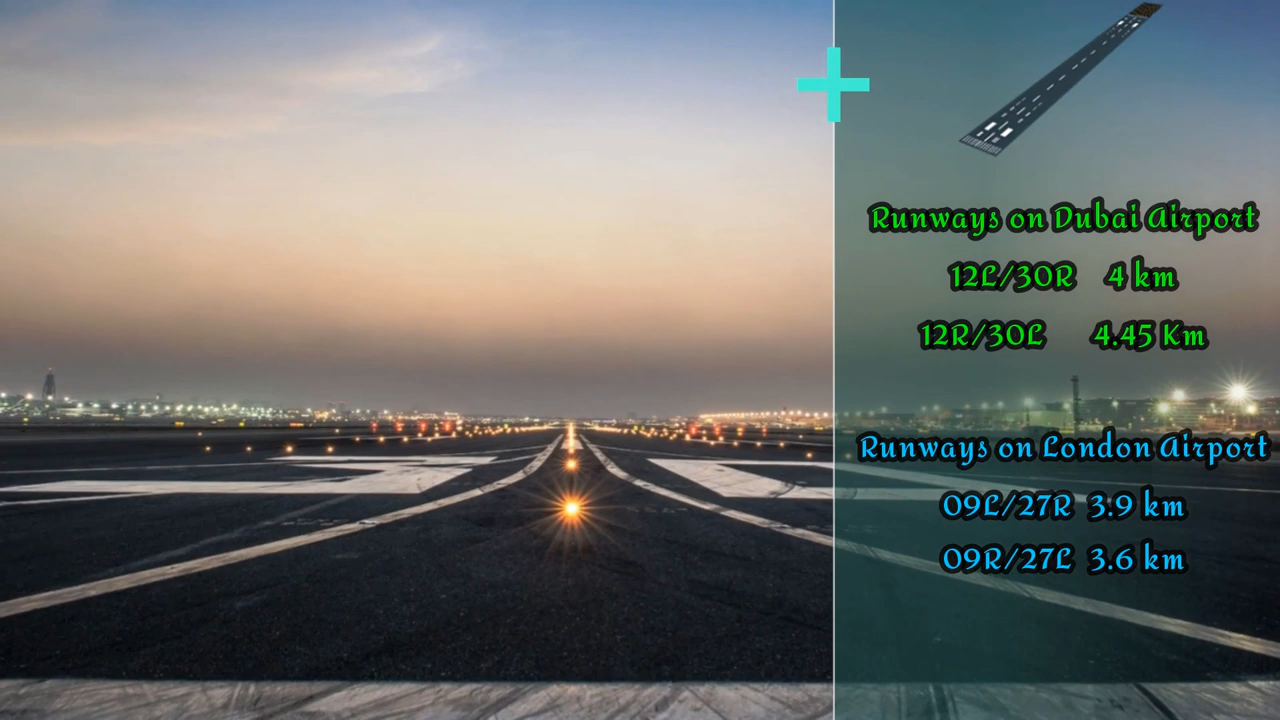 Runways on Dubai Airport
12L/30R 4 km
12R/30L 4.45 Km
Runways on London Airport
09L/27R 3.9 km
09R/27L 3.6 km